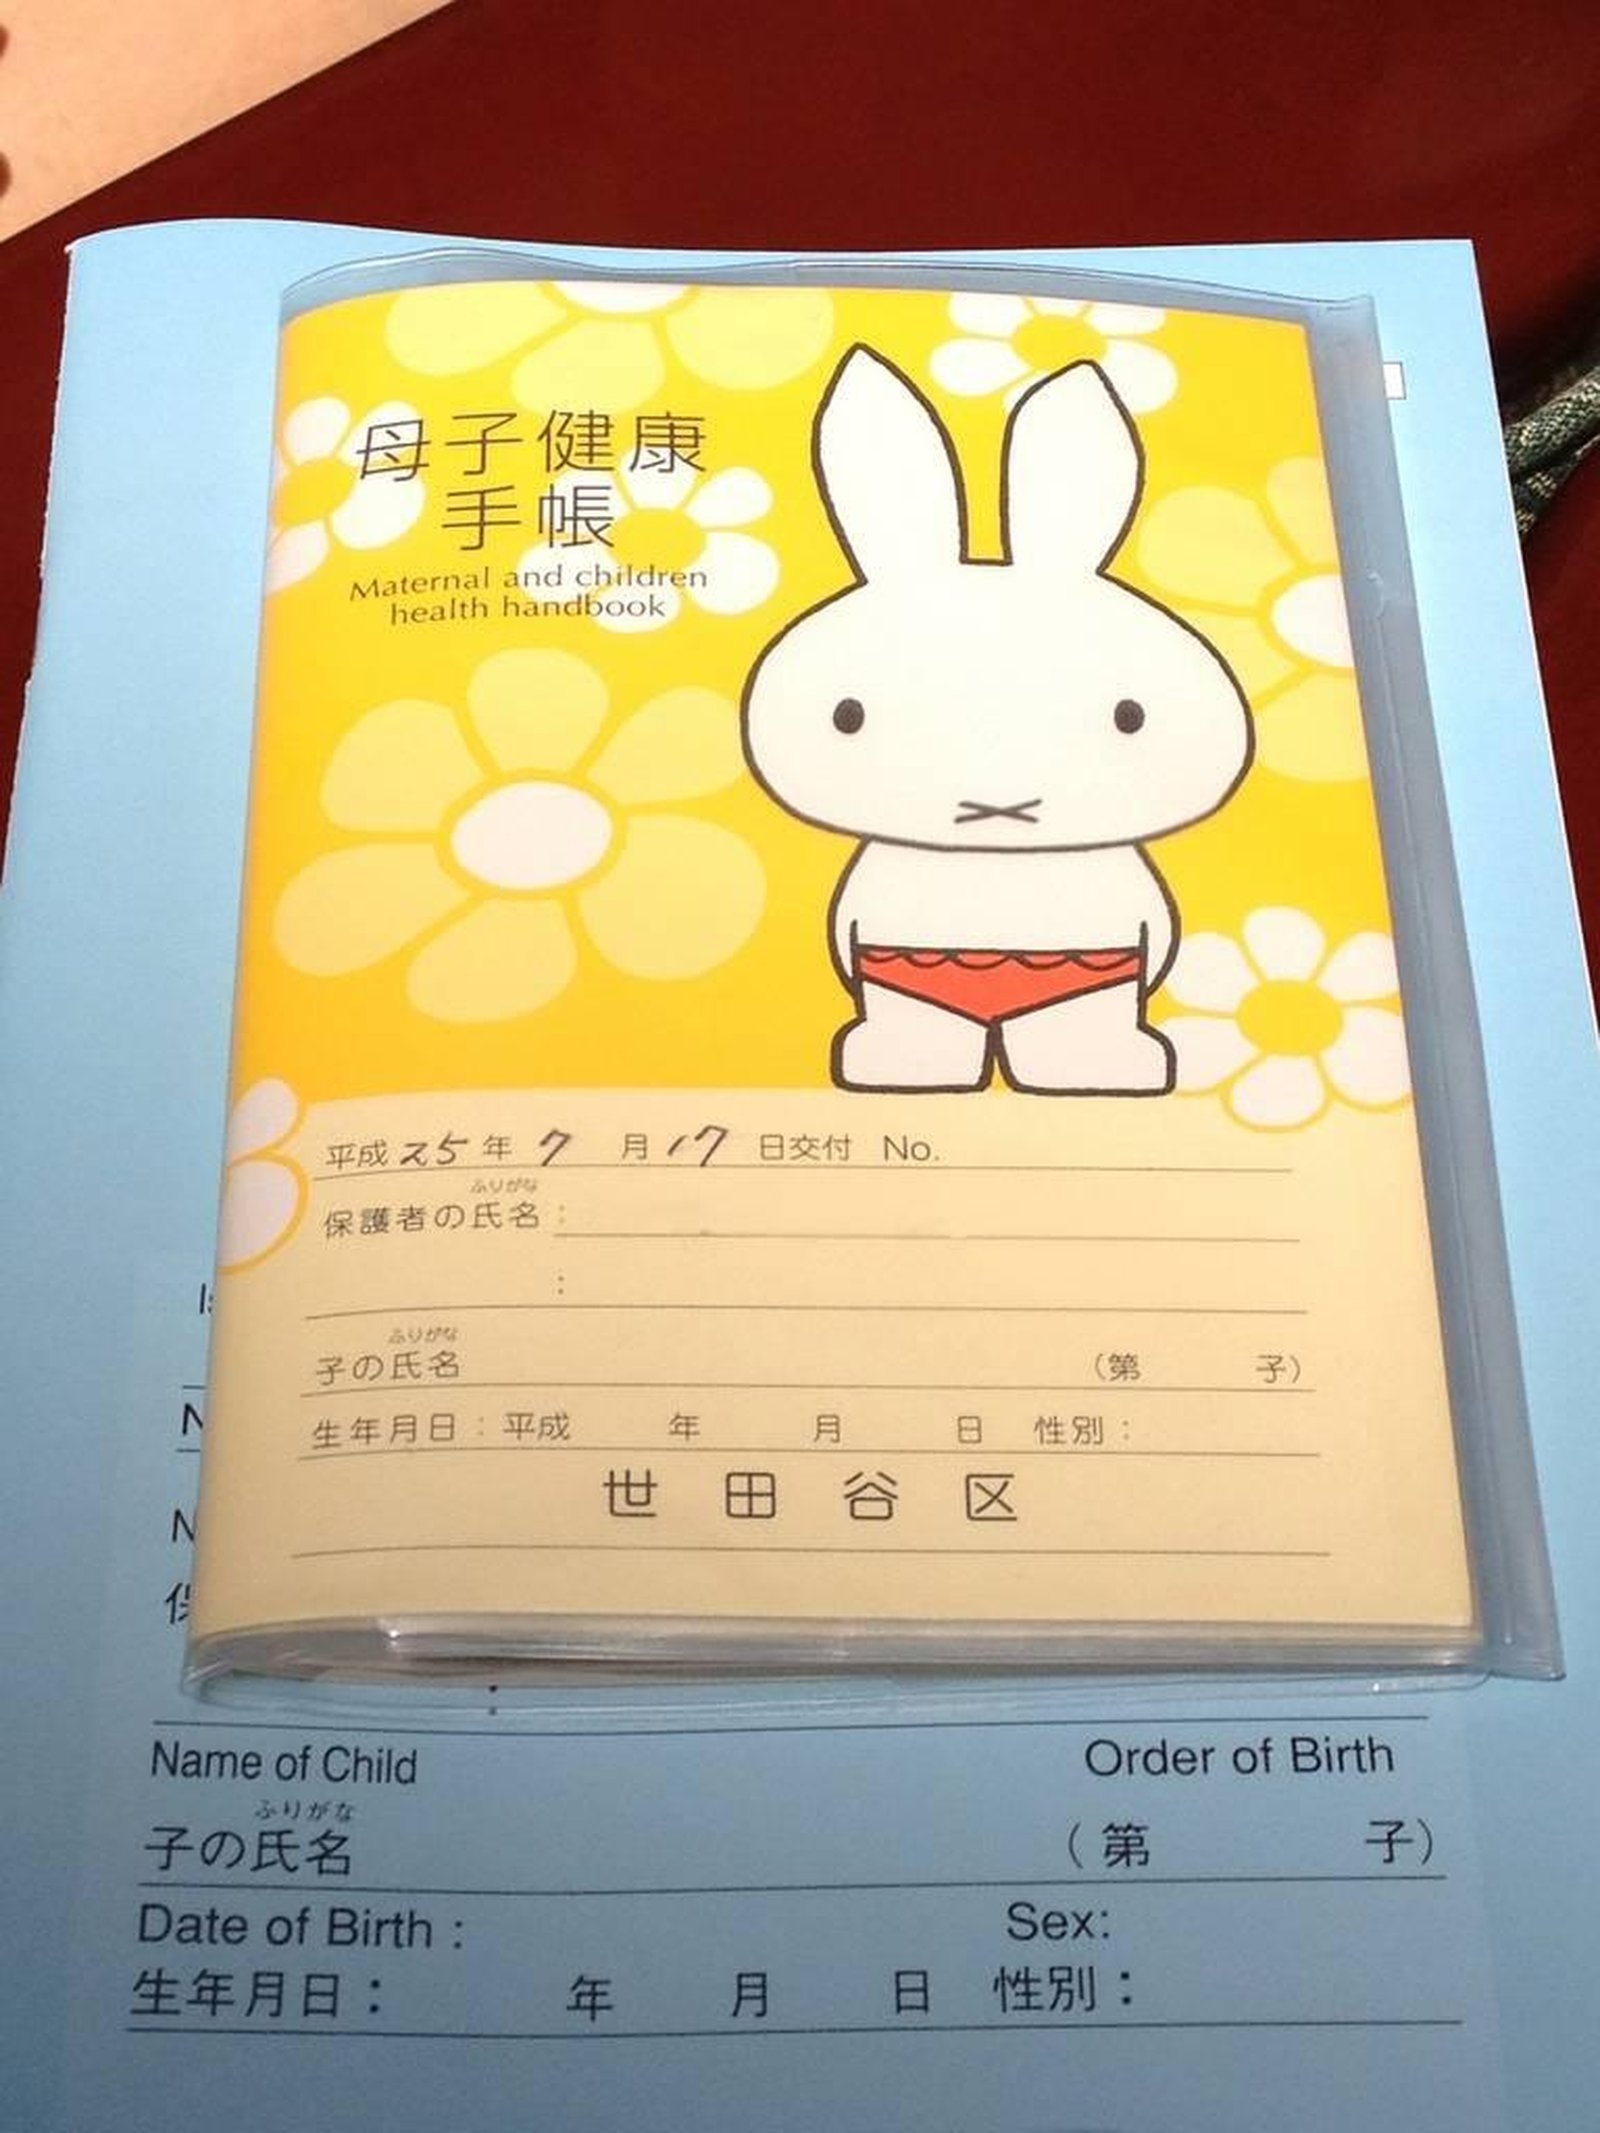 母子健康
手帳
Maternal and children
health handbook
平成25年7月17日交付 No.
ふりがな
保護者の氏名:
:
ふりがな
子の氏名 (第 子)
生年月日:平成 年 月 日 性別:
世田谷区
:
Name of Child Order of Birth
ふりがな
子の氏名 (第 子)
Date of Birth : Sex:
生年月日: 年 月 日 性別: